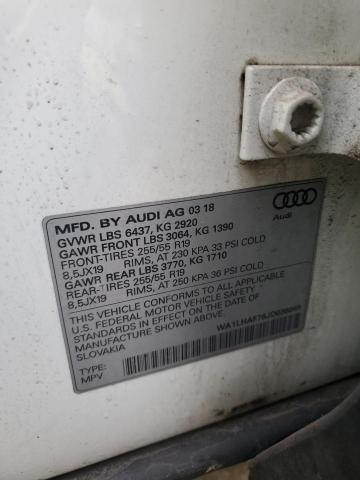 MFD. BY AUDI AG 03 18
GVWR LBS 6437, KG 2920
GAWR FRONT LBS 3064, KG 1390
FRONT-TIRES 255/55 R19
8,5JX19 RIMS, AT 230 KPA 33 PSI COLD
GAWR REAR LBS 3770, KG 1710
REAR-TIRES 255/55 R19
8,5JX19 RIMS, AT 250 KPA 36 PSI COLD
Audi
THIS VEHICLE CONFORMS TO ALL APPLICABLE
U.S. FEDERAL MOTOR VEHICLE SAFETY
STANDARDS IN EFFECT ON THE DATE OF
MANUFACTURE SHOWN ABOVE.
SLOVAKIA
TYPE:
MPV